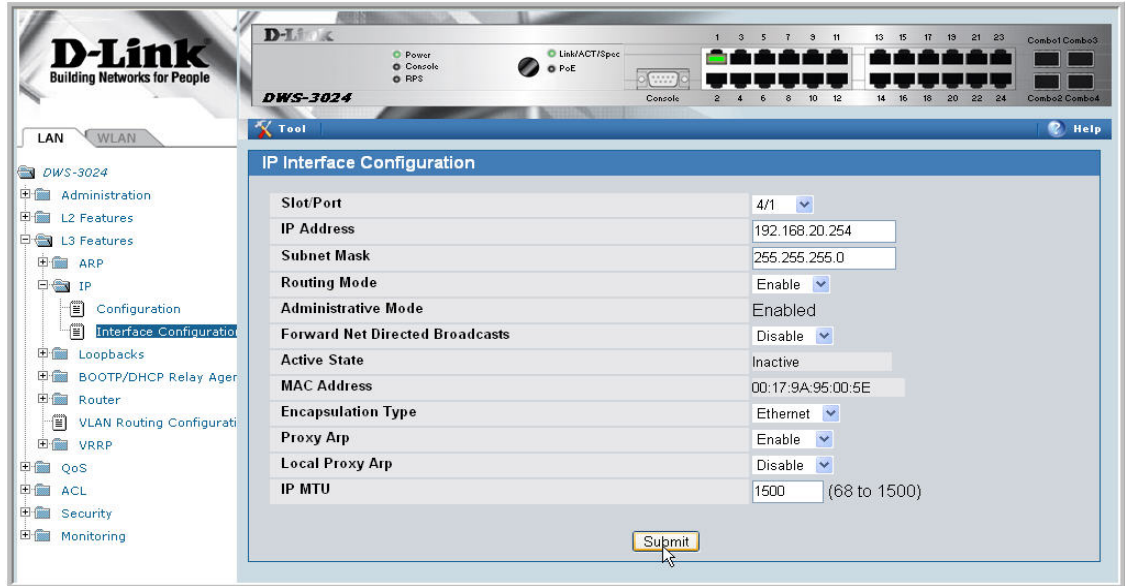 D-Link
Building Networks for People
D-Link
Power
Console
RPS
Link/ACT/Spec
PoE
DWS-3024
Console
1 3 5 7 9 11 13 15 17 19 21 23
2 4 6 8 10 12 14 16 18 20 22 24
Combo1 Combo3
Combo2 Combo4
LAN
WLAN
Tool
Help
DWS-3024
Administration
L2 Features
L3 Features
ARP
IP
Configuration
Interface Configuratio
Loopbacks
BOOTP/DHCP Relay Ager
Router
VLAN Routing Configurati
VRRP
QoS
ACL
Security
Monitoring
IP Interface Configuration
Slot/Port 4/1
IP Address 192.168.20.254
Subnet Mask 255.255.255.0
Routing Mode Enable
Administrative Mode Enabled
Forward Net Directed Broadcasts Disable
Active State Inactive
MAC Address 00:17:9A:95:00:5E
Encapsulation Type Ethernet
Proxy Arp Enable
Local Proxy Arp Disable
IP MTU 1500 (68 to 1500)
Submit